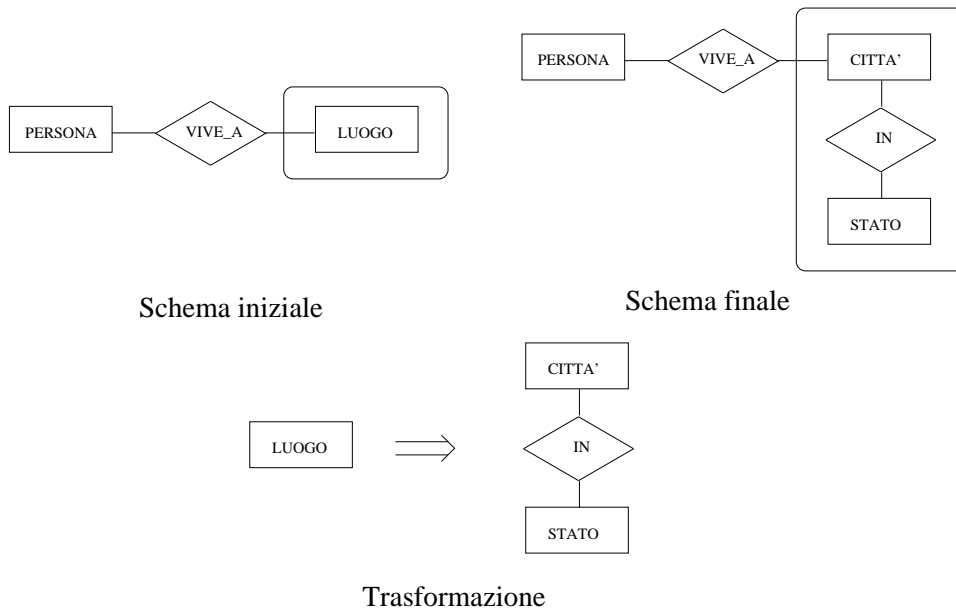 PERSONA
VIVE_A
LUOGO
Schema iniziale
PERSONA
VIVE_A
CITTA'
IN
STATO
Schema finale
LUOGO
CITTA'
IN
STATO
Trasformazione